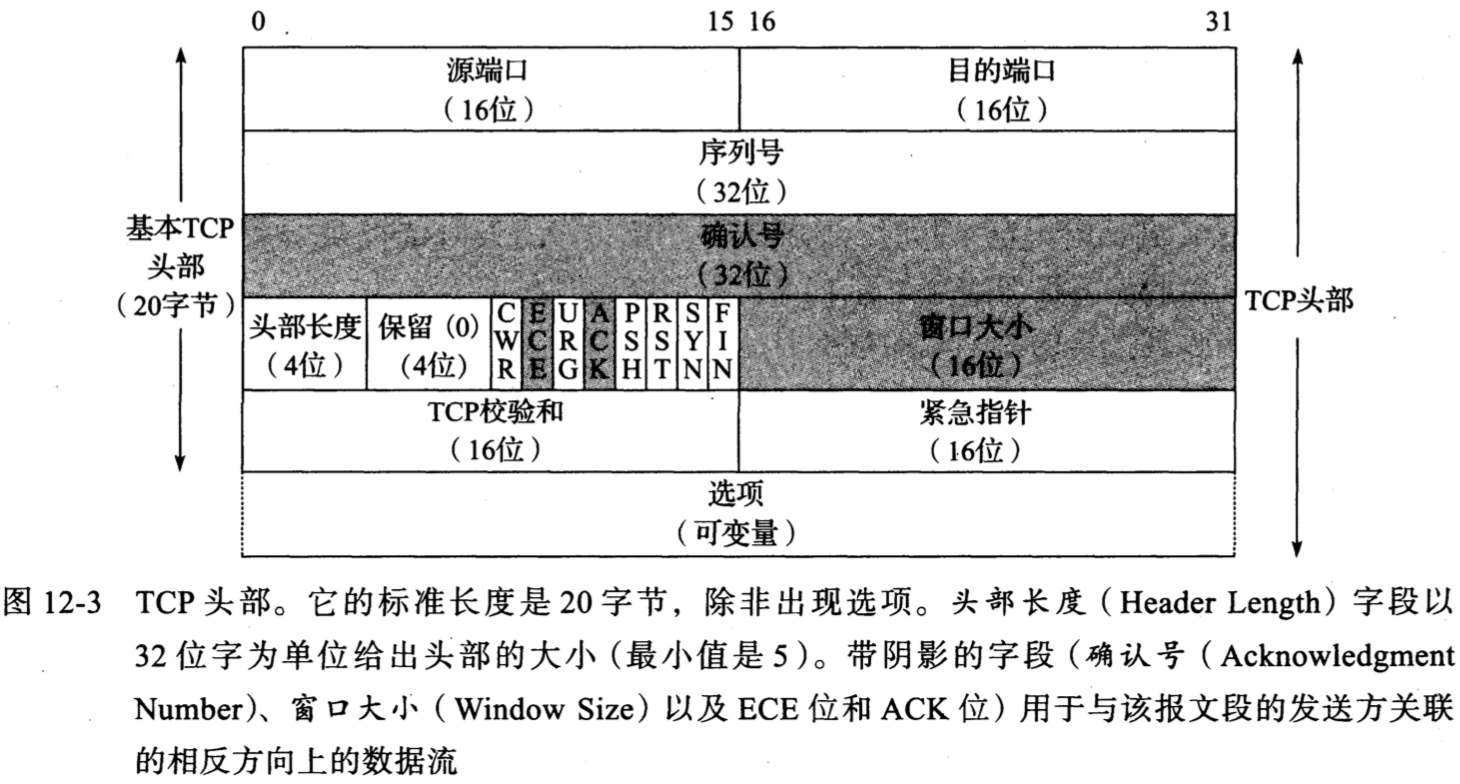 0 15 16 31
源端口 目的端口
（16位） （16位）
序列号
（32位）
确认号
（32位）
基本TCP
头部
（20字节）
TCP头部
头部长度 保留 (0) CWR ECE URG ACK PSH RST SYN FIN 窗口大小
（4位） （4位） （16位）
TCP校验和 紧急指针
（16位） （16位）
选项
（可变量）
图 12-3 TCP 头部。它的标准长度是 20 字节，除非出现选项。头部长度（Header Length）字段以
32 位字为单位给出头部的大小（最小值是 5）。带阴影的字段（确认号（Acknowledgment
Number）、窗口大小（Window Size）以及 ECE 位和 ACK 位）用于与该报文段的发送方关联
的相反方向上的数据流